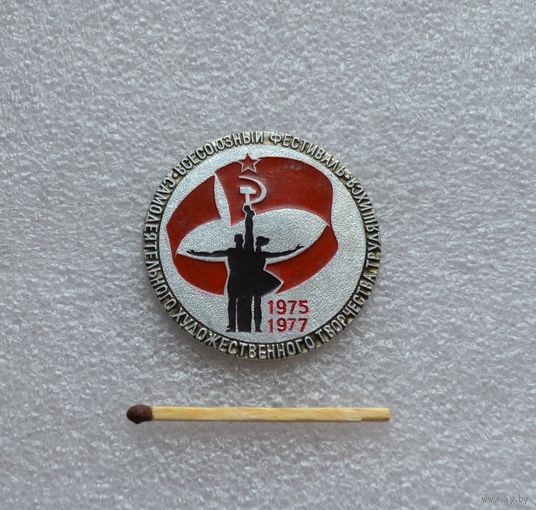 ВСЕСОЮЗНЫЙ ФЕСТИВАЛЬ
САМОДЕЯТЕЛЬНОГО ХУДОЖЕСТВЕННОГО ТВОРЧЕСТВА ТРУДЯЩИХСЯ
1975
1977
www.ay.by